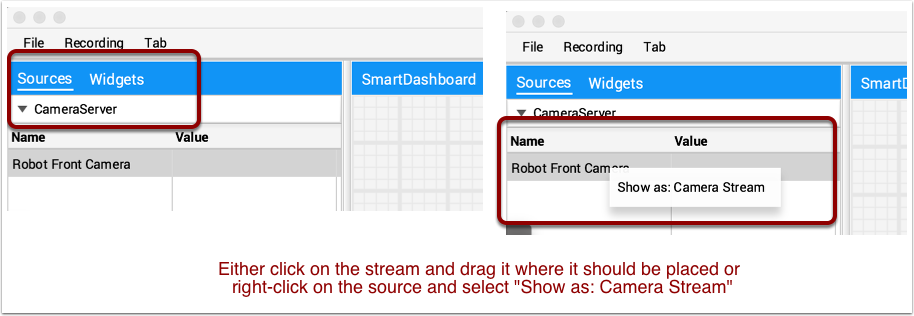 File Recording Tab
Sources Widgets
SmartDashboard
CameraServer
Name Value
Robot Front Camera
File Recording Tab
Sources Widgets
SmartD
CameraServer
Name Value
Robot Front Camera
Show as: Camera Stream
Either click on the stream and drag it where it should be placed or
right-click on the source and select "Show as: Camera Stream"